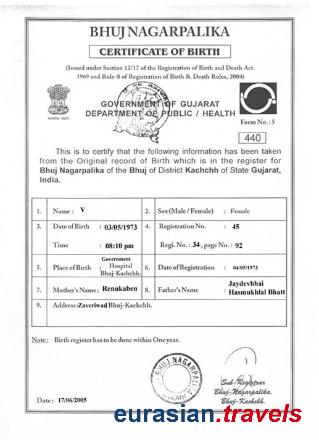 BHUJ NAGARPALIKA
CERTIFICATE OF BIRTH
(Issued under Section 12/17 of the Registration of Birth and Death Act.
1969 and Rule-8 of Registration of Birth & Death Rules, 2004)
GOVERNMENT OF GUJARAT
DEPARTMENT OF PUBLIC / HEALTH
Form No : 5
440
This is to certify that the following information has been taken
from the Original record of Birth which is in the register for
Bhuj Nagarpalika of the Bhuj of District Kachchh of State Gujarat,
India.
1. Name : V 2. Sex (Male / Female) : Female
3. Date of Birth : 03/05/1973 4. Registration No. 45
Time 08:10 pm Regi. No : 34, page No : 92
5. Place of Birth : Government Hospital Bhuj-Kachchh. 6. Date of Registration : 04/05/1973
7. Mother's Name : Renukaben 8. Father's Name : Jaydevbhai Hasmukhlal Bhatt
9. Address : Zaveriwad Bhuj-Kachchh.
Note : Birth register has to be done within One year.
BHUJ NAGARPALIKA
Sub-Registrar
Bhuj-Nagarpalika,
Bhuj-Kachchh.
Date : 17/06/2005
eurasian.travels